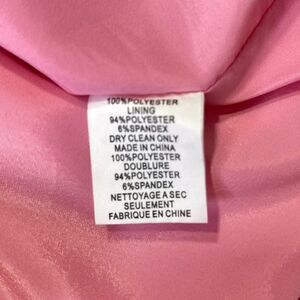 100%POLYESTER
LINING
94%POLYESTER
6%SPANDEX
DRY CLEAN ONLY
MADE IN CHINA
100%POLYESTER
DOUBLURE
94%POLYESTER
6%SPANDEX
NETTOYAGE A SEC
SEULEMENT
FABRIQUE EN CHINE